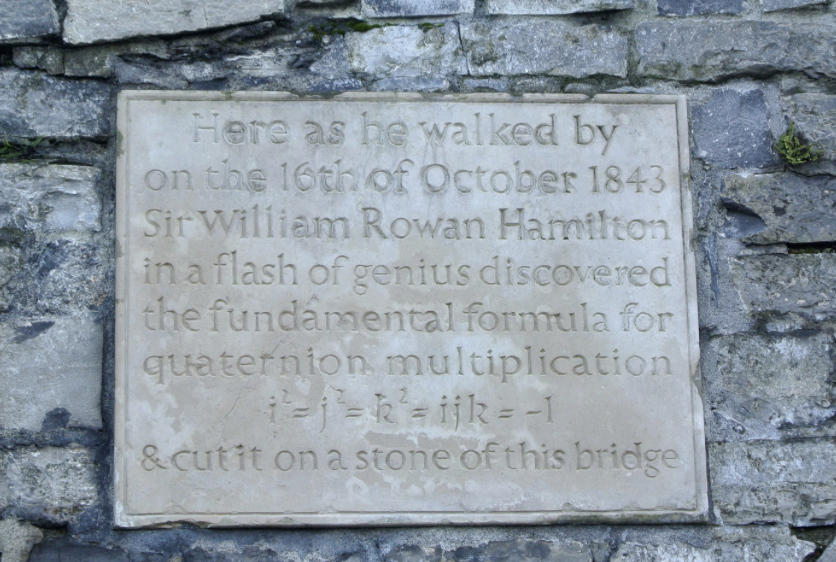 Here as he walked by
on the 16th of October 1843
Sir William Rowan Hamilton
in a flash of genius discovered
the fundamental formula for
quaternion multiplication
i² = j² = k² = ijk = -1
& cut it on a stone of this bridge